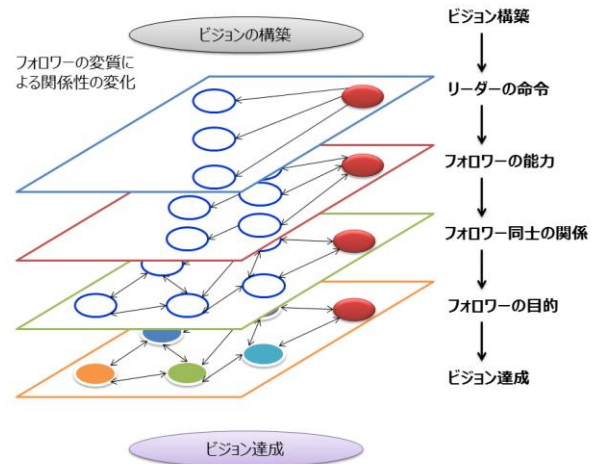 ビジョンの構築
フォロワーの変質に
よる関係性の変化
ビジョン構築
リーダーの命令
フォロワーの能力
フォロワー同士の関係
フォロワーの目的
ビジョン達成
ビジョン達成